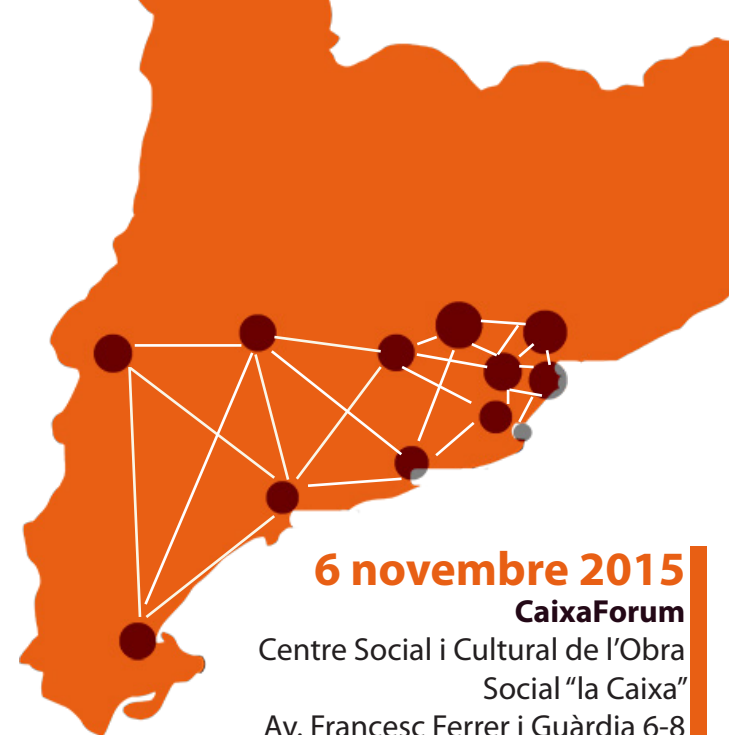 6 novembre 2015
CaixaForum
Centre Social i Cultural de l’Obra
Social “la Caixa”
Av. Francesc Ferrer i Guàrdia 6-8